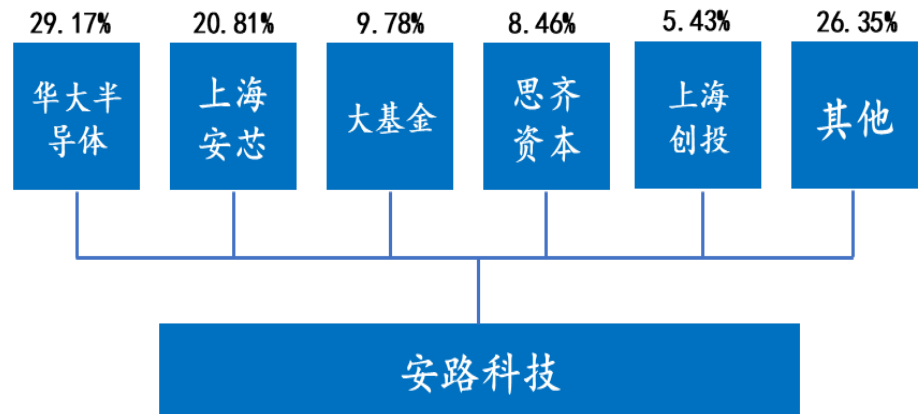 29.17% 20.81% 9.78% 8.46% 5.43% 26.35%
华大半
导体
上海
安芯
大基金
思齐
资本
上海
创投
其他
安路科技